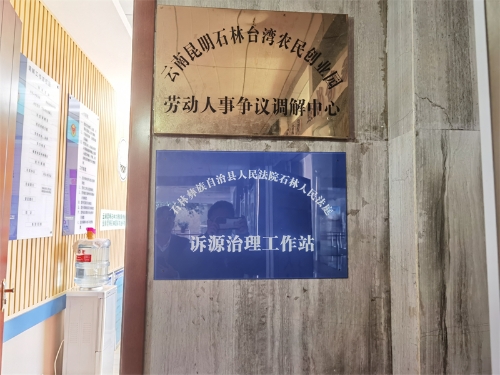 云南昆明石林台湾农民创业园
劳动人事争议调解中心
石林彝族自治县人民法院石林人民法庭
诉源治理工作站